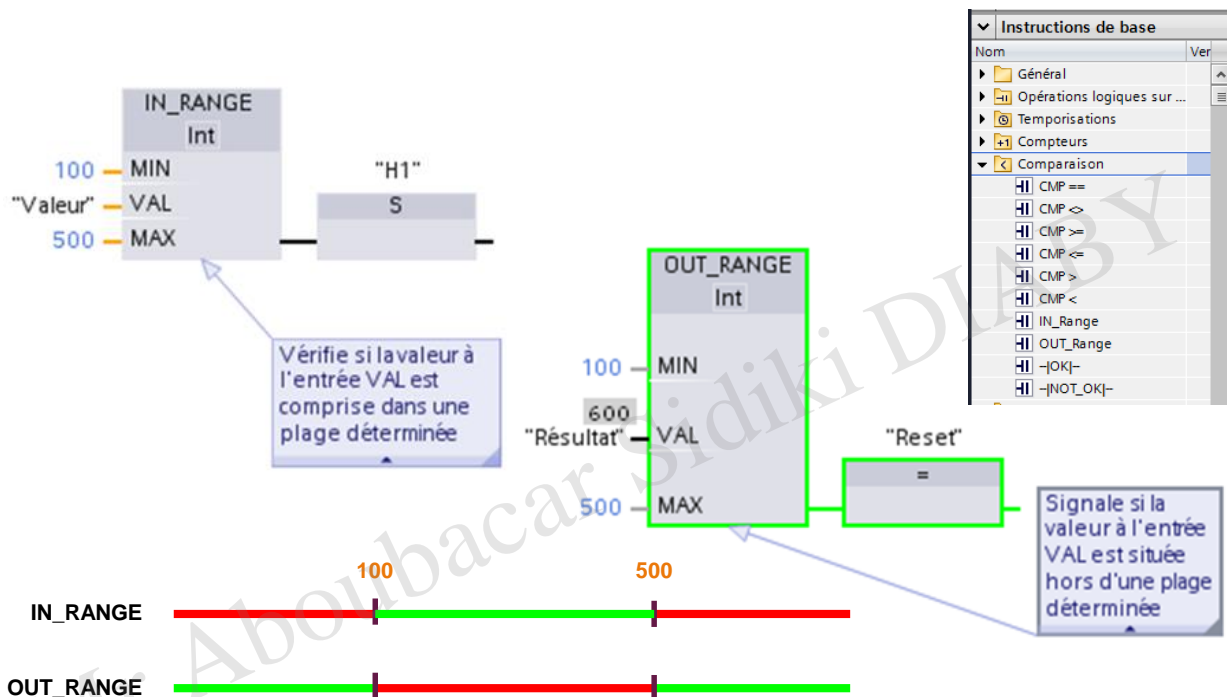 IN_RANGE
Int
100
MIN
"Valeur"
VAL
500
MAX
"H1"
S
Vérifie si lavaleur à
l'entrée VAL est
comprise dans une
plage déterminée
OUT_RANGE
Int
100
MIN
600
"Résultat"
VAL
500
MAX
"Reset"
=
Signale si la
valeur à l'entrée
VAL est située
hors d'une plage
déterminée
Instructions de base
Nom Ver
Général
Opérations logiques sur ...
Temporisations
+1 Compteurs
Comparaison
CMP ==
CMP <>
CMP >=
CMP <=
CMP >
CMP <
IN_Range
OUT_Range
-|OK|-
-|NOT_OK|-
100 500
IN_RANGE
OUT_RANGE
Aboubacar Sidiki DIABY